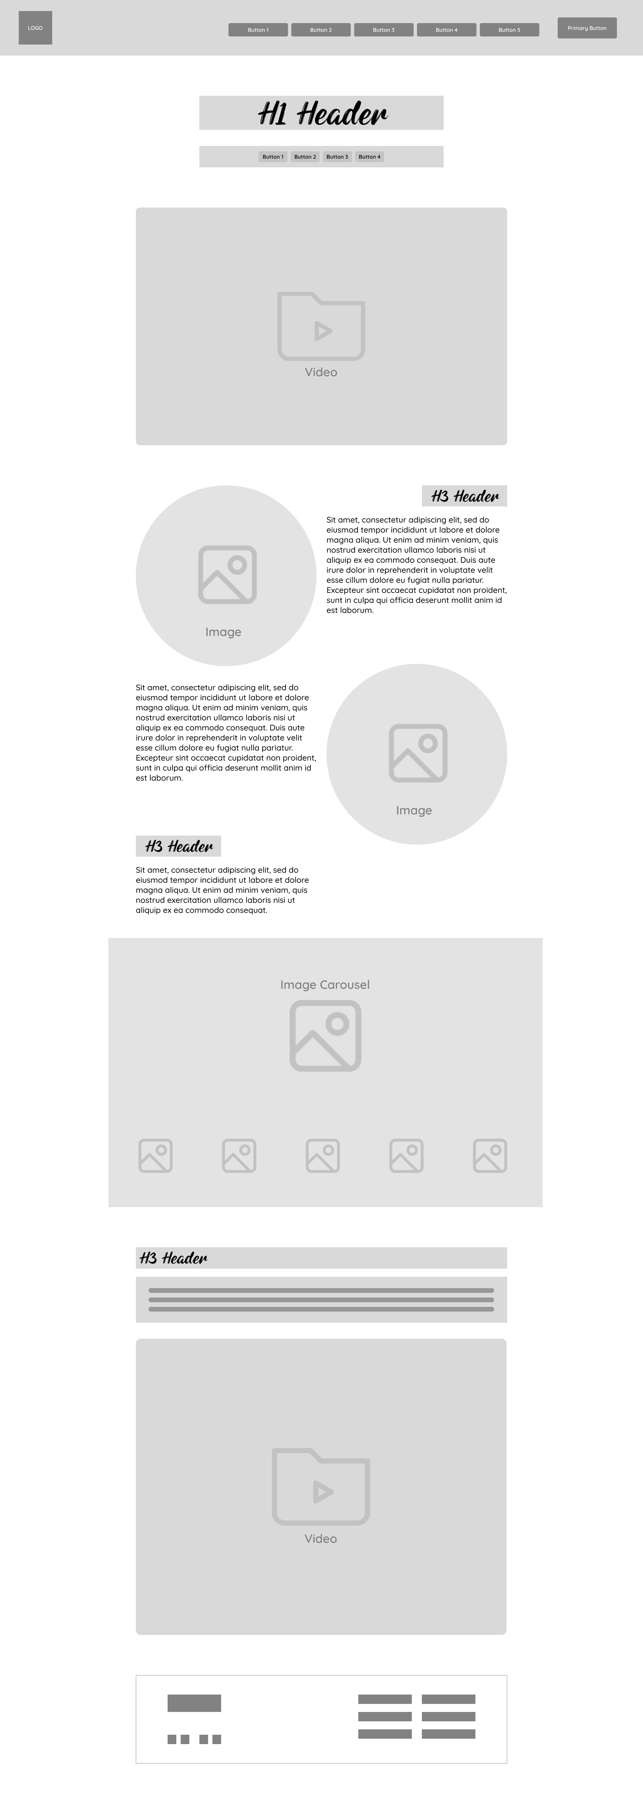 LOGO
Button 1
Button 2
Button 3
Button 4
Button 5
Primary Button
H1 Header
Button 1
Button 2
Button 3
Button 4
Video
Image
H3 Header
Sit amet, consectetur adipiscing elit, sed do
eiusmod tempor incididunt ut labore et dolore
magna aliqua. Ut enim ad minim veniam, quis
nostrud exercitation ullamco laboris nisi ut
aliquip ex ea commodo consequat. Duis aute
irure dolor in reprehenderit in voluptate velit
esse cillum dolore eu fugiat nulla pariatur.
Excepteur sint occaecat cupidatat non proident,
sunt in culpa qui officia deserunt mollit anim id
est laborum.
Sit amet, consectetur adipiscing elit, sed do
eiusmod tempor incididunt ut labore et dolore
magna aliqua. Ut enim ad minim veniam, quis
nostrud exercitation ullamco laboris nisi ut
aliquip ex ea commodo consequat. Duis aute
irure dolor in reprehenderit in voluptate velit
esse cillum dolore eu fugiat nulla pariatur.
Excepteur sint occaecat cupidatat non proident,
sunt in culpa qui officia deserunt mollit anim id
est laborum.
Image
H3 Header
Sit amet, consectetur adipiscing elit, sed do
eiusmod tempor incididunt ut labore et dolore
magna aliqua. Ut enim ad minim veniam, quis
nostrud exercitation ullamco laboris nisi ut
aliquip ex ea commodo consequat.
Image Carousel
H3 Header
Video